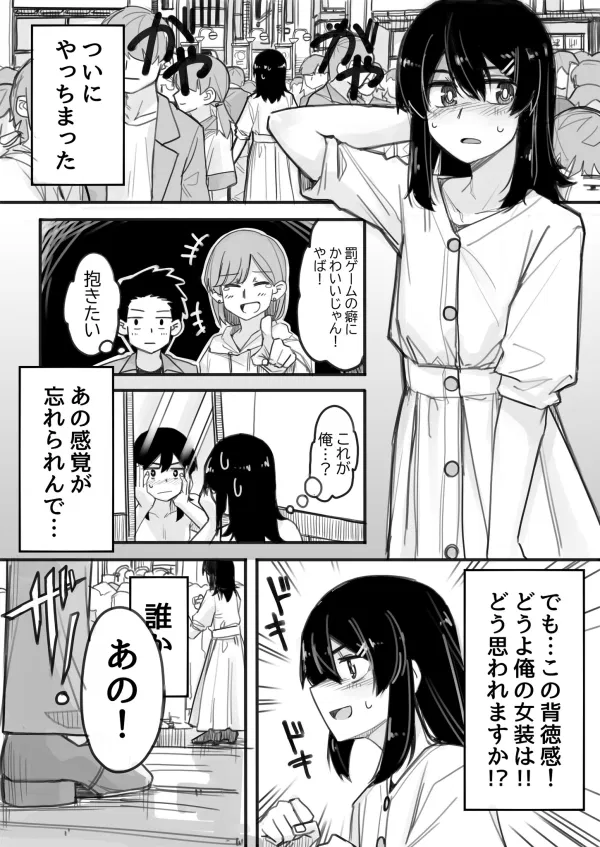 ついに
やっちまった
ガヤ
ガヤ
罰ゲームの癖に
かわいいじゃん！
やば！
抱きたい
これが
俺…？
あの感覚が
忘れられんで…
でも…この背徳感！
どうよ俺の女装は!!
どう思われますか!?
ドキ
ドキ
誰か
ザッ
あの！